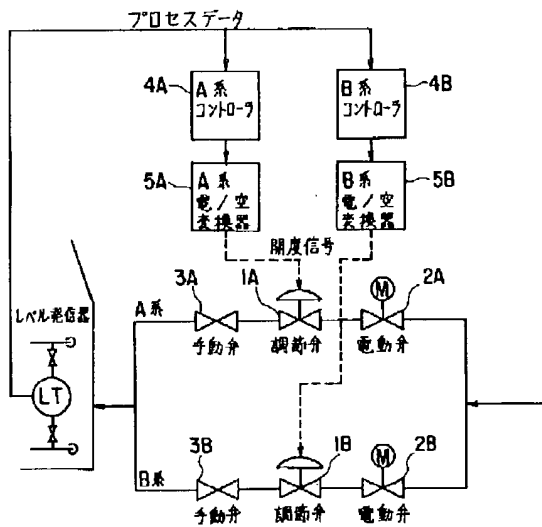 プロセスデータ
4A
A系
コントローラ
B系
コントローラ
4B
5A
A系
電/空
変換器
B系
電/空
変換器
5B
開度信号
3A
1A
M
2A
A系
手動弁
調節弁
電動弁
レベル発信器
LT
3B
1B
M
2B
B系
手動弁
調節弁
電動弁